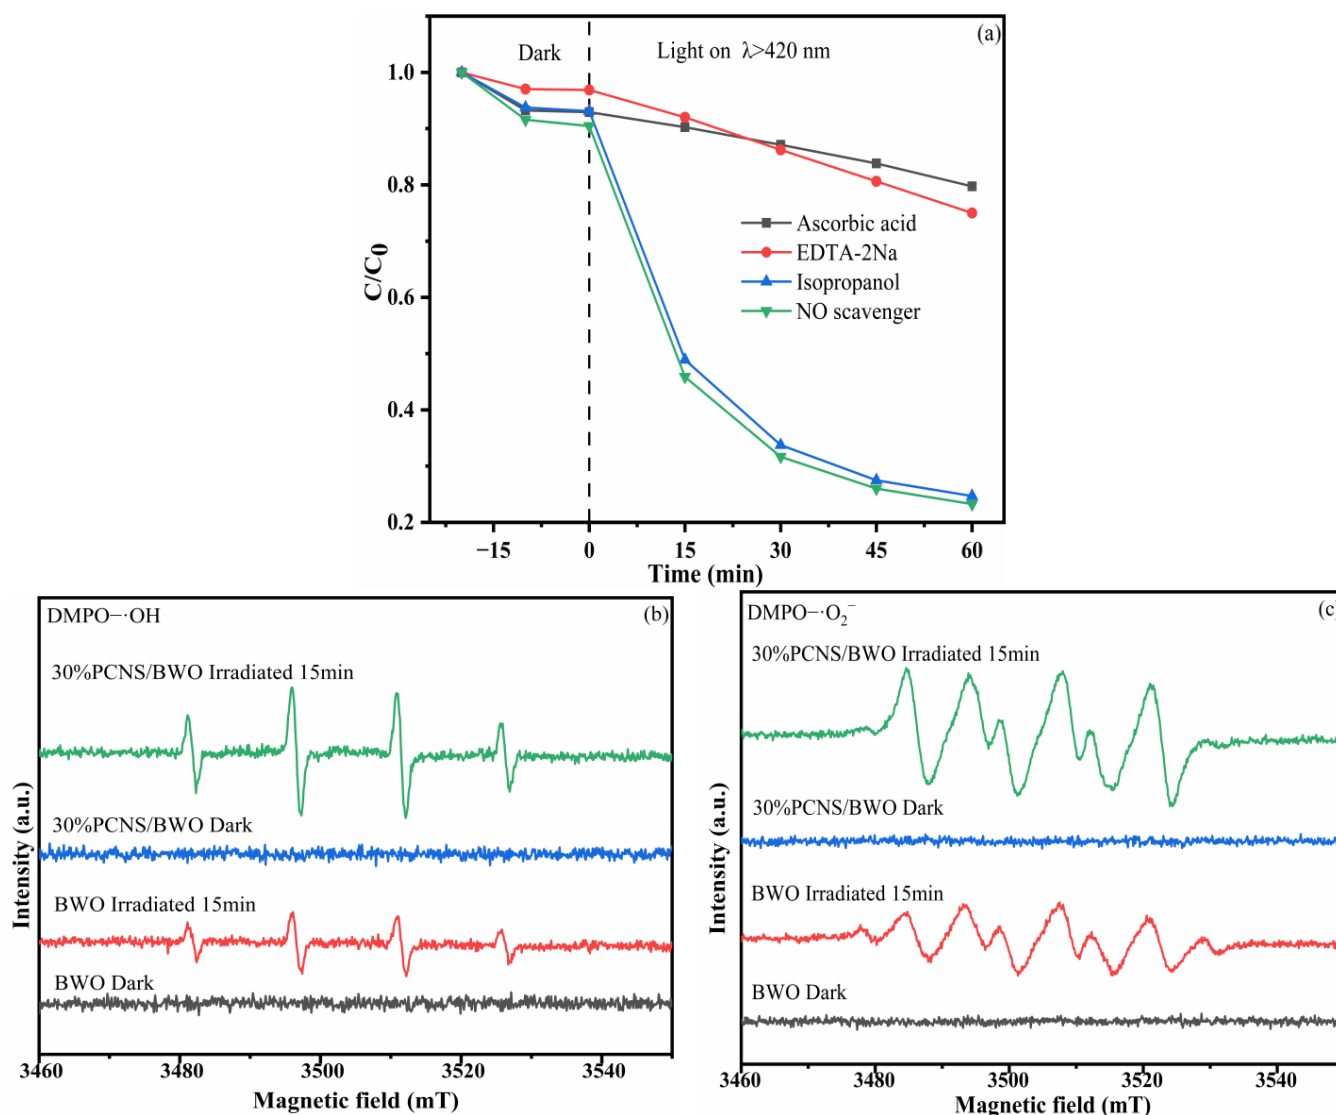 (a)
Dark
Light on λ>420 nm
1.0
0.8
0.6
0.4
0.2
C/C₀
Ascorbic acid
EDTA-2Na
Isopropanol
NO scavenger
−15 0 15 30 45 60
Time (min)
DMPO−·OH
(b)
30%PCNS/BWO Irradiated 15min
30%PCNS/BWO Dark
BWO Irradiated 15min
BWO Dark
Intensity (a.u.)
3460 3480 3500 3520 3540
Magnetic field (mT)
DMPO−·O₂⁻
(c)
30%PCNS/BWO Irradiated 15min
30%PCNS/BWO Dark
BWO Irradiated 15min
BWO Dark
Intensity (a.u.)
3460 3480 3500 3520 3540
Magnetic field (mT)